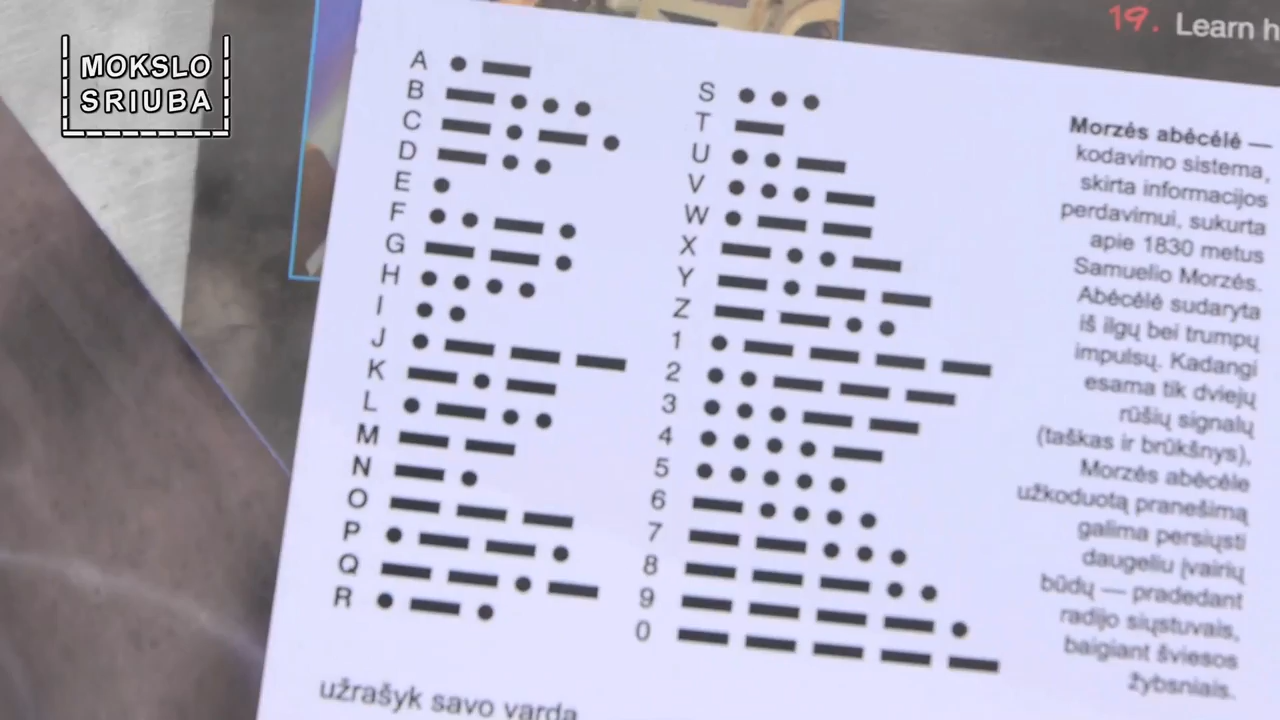 MOKSLO
SRIUBA
19. Learn h
A ● ▬
B ▬ ● ● ●
C ▬ ● ▬ ●
D ▬ ● ●
E ●
F ● ● ▬ ●
G ▬ ▬ ●
H ● ● ● ●
I ● ●
J ● ▬ ▬ ▬
K ▬ ● ▬
L ● ▬ ● ●
M ▬ ▬
N ▬ ●
O ▬ ▬ ▬
P ● ▬ ▬ ●
Q ▬ ▬ ● ▬
R ● ▬ ●
S ● ● ●
T ▬
U ● ● ▬
V ● ● ● ▬
W ● ▬ ▬
X ▬ ● ● ▬
Y ▬ ● ▬ ▬
Z ▬ ▬ ● ●
1 ● ▬ ▬ ▬ ▬
2 ● ● ▬ ▬ ▬
3 ● ● ● ▬ ▬
4 ● ● ● ● ▬
5 ● ● ● ● ●
6 ▬ ● ● ● ●
7 ▬ ▬ ● ● ●
8 ▬ ▬ ▬ ● ●
9 ▬ ▬ ▬ ▬ ●
0 ▬ ▬ ▬ ▬ ▬
Morzės abėcėlė —
kodavimo sistema,
skirta informacijos
perdavimui, sukurta
apie 1830 metus
Samuelio Morzės.
Abėcėlė sudaryta
iš ilgų bei trumpų
impulsų. Kadangi
esama tik dviejų
rūšių signalų
(taškas ir brūkšnys),
Morzės abėcėle
užkoduotą pranešimą
galima persiųsti
daugeliu įvairių
būdų — pradedant
radijo siųstuvais,
baigiant šviesos
žybsniais.
užrašyk savo vardą